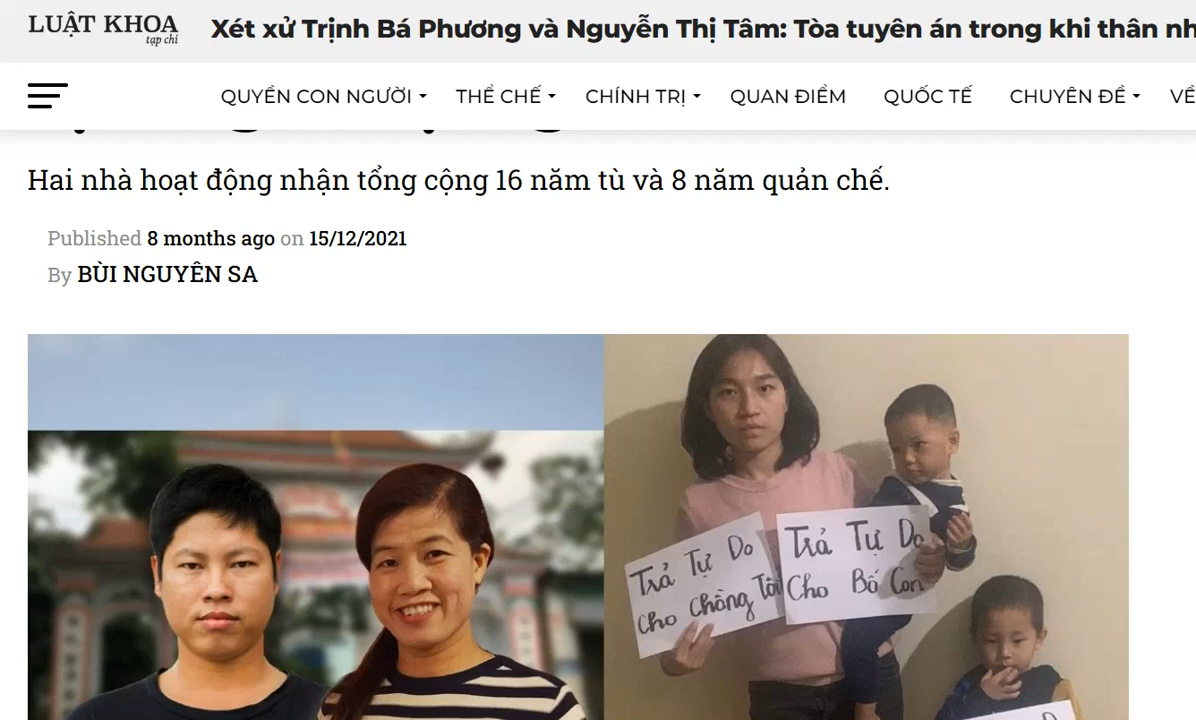 LUẬT KHOA
tạp chí
Xét xử Trịnh Bá Phương và Nguyễn Thị Tâm: Tòa tuyên án trong khi thân
QUYỀN CON NGƯỜI
THỂ CHẾ
CHÍNH TRỊ
QUAN ĐIỂM
QUỐC TẾ
CHUYÊN ĐỀ
VỀ
Hai nhà hoạt động nhận tổng cộng 16 năm tù và 8 năm quản chế.
Published 8 months ago on 15/12/2021
By BÙI NGUYÊN SA
Trả Tự Do
Cho Chồng Tôi
Trả Tự Do
Cho Bố Con